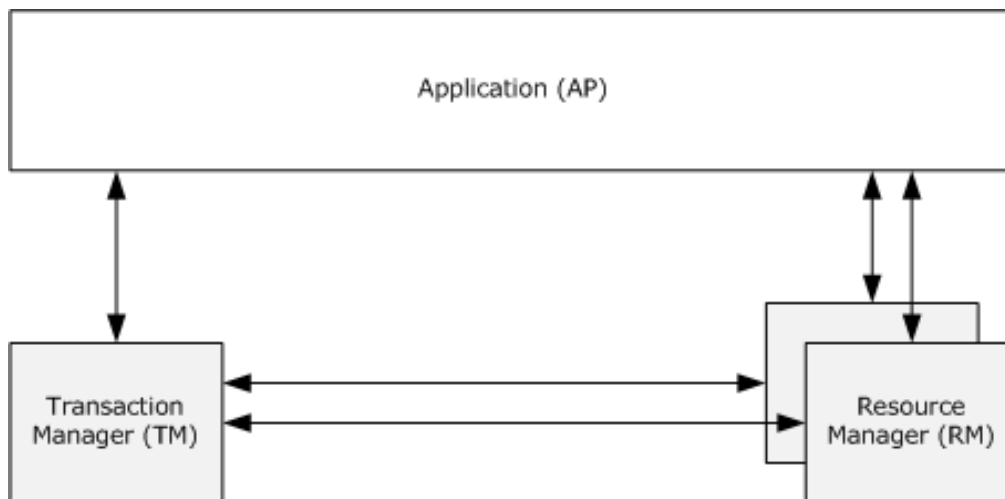 Application (AP)
Transaction
Manager (TM)
Resource
Manager (RM)